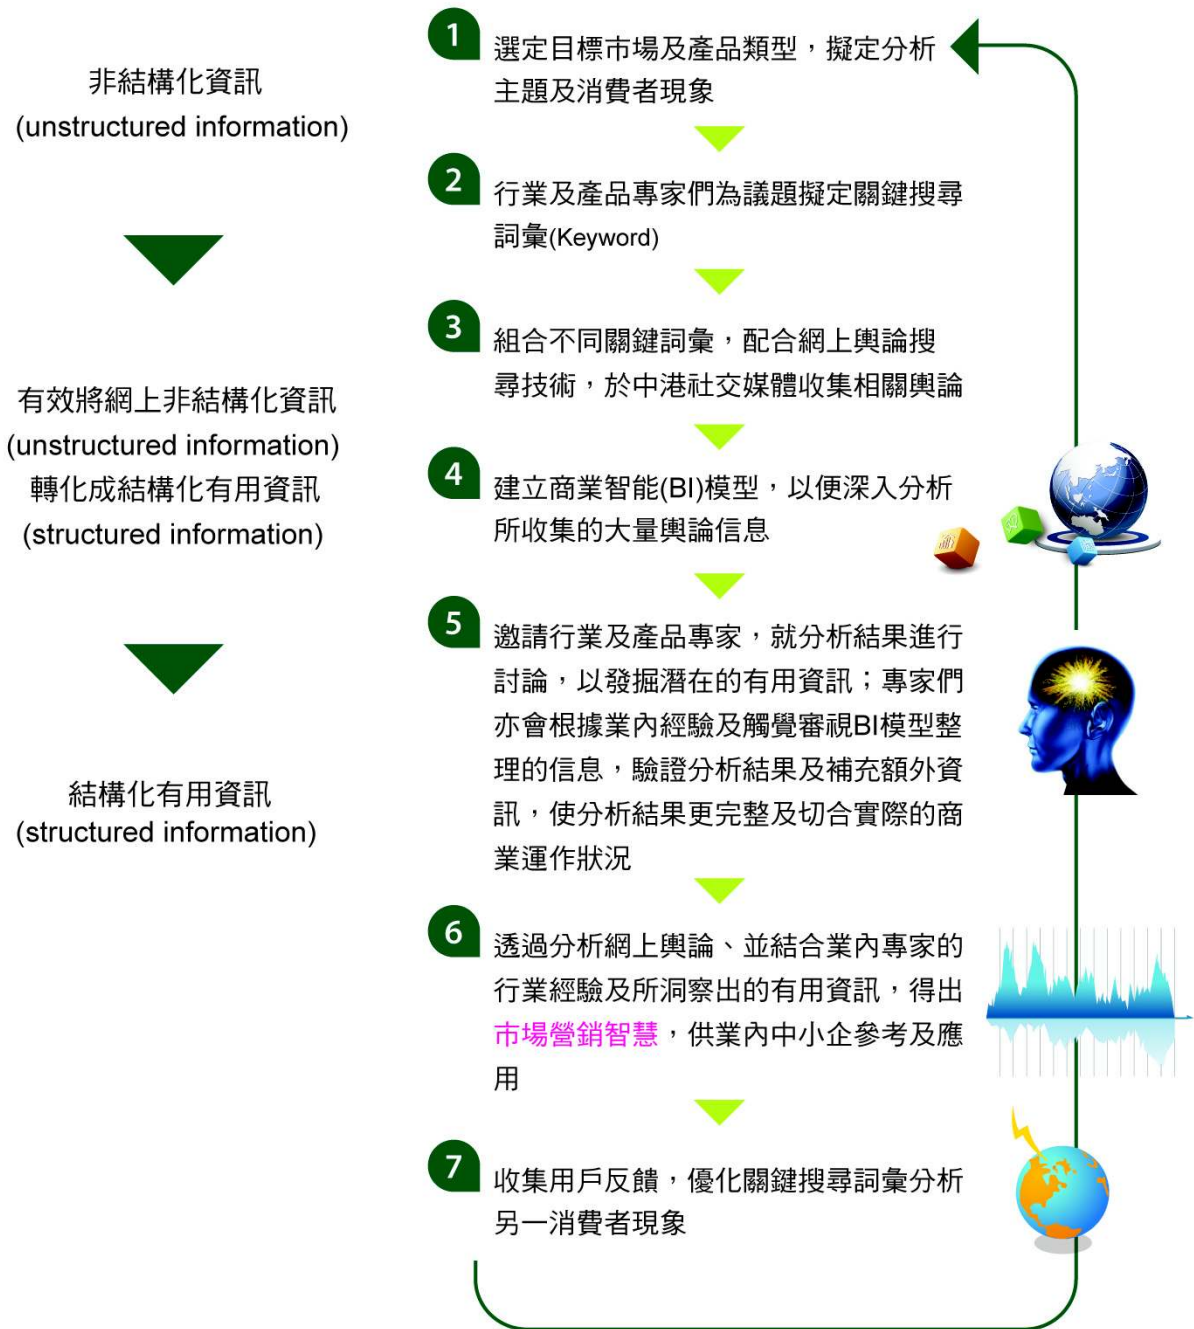 非結構化資訊
(unstructured information)
有效將網上非結構化資訊
(unstructured information)
轉化成結構化有用資訊
(structured information)
結構化有用資訊
(structured information)
1
選定目標市場及產品類型，擬定分析
主題及消費者現象
2
行業及產品專家們為議題擬定關鍵搜尋
詞彙(Keyword)
3
組合不同關鍵詞彙，配合網上輿論搜
尋技術，於中港社交媒體收集相關輿論
4
建立商業智能(BI)模型，以便深入分析
所收集的大量輿論信息
5
邀請行業及產品專家，就分析結果進行
討論，以發掘潛在的有用資訊；專家們
亦會根據業內經驗及觸覺審視BI模型整
理的信息，驗證分析結果及補充額外資
訊，使分析結果更完整及切合實際的商
業運作狀況
6
透過分析網上輿論、並結合業內專家的
行業經驗及所洞察出的有用資訊，得出
市場營銷智慧，供業內中小企參考及應
用
7
收集用戶反饋，優化關鍵搜尋詞彙分析
另一消費者現象